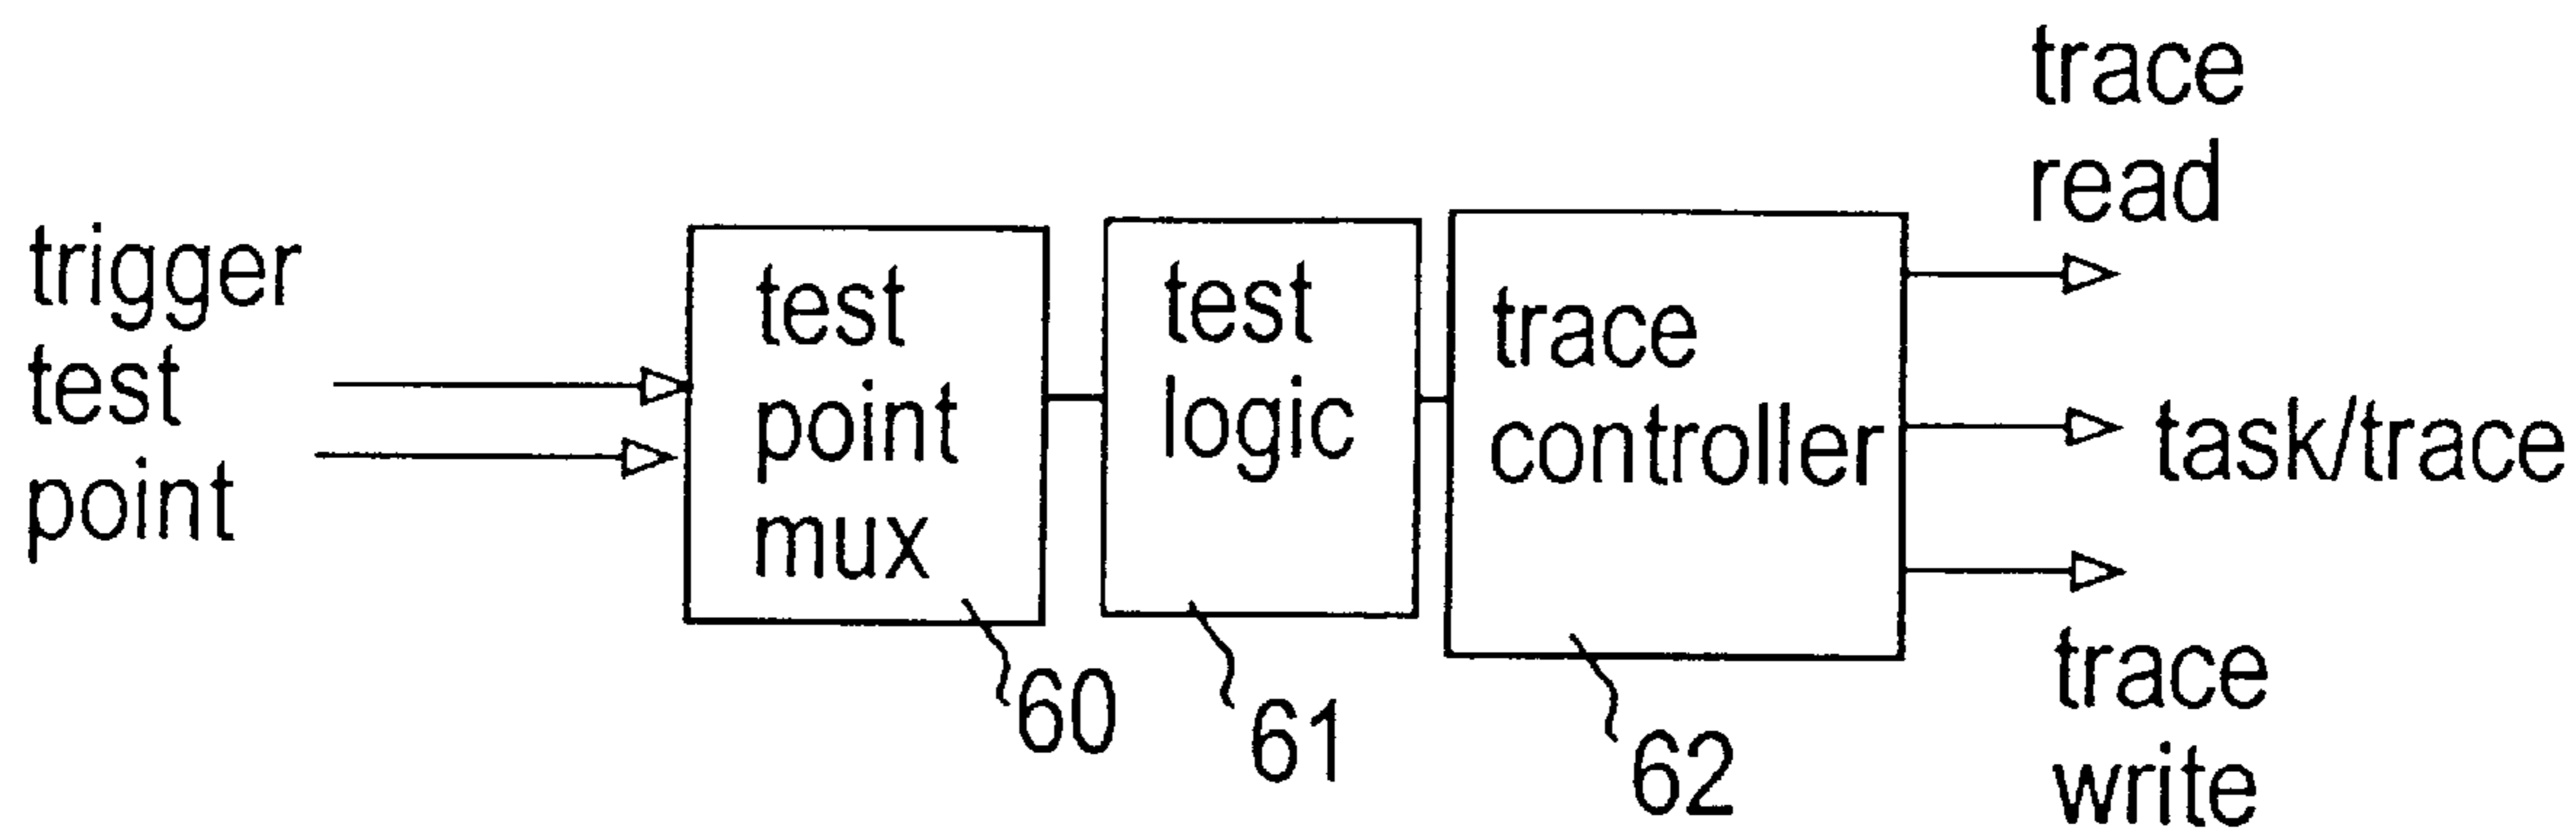 trigger
test
point
test
point
mux
60
test
logic
61
trace
controller
62
trace
read
task/trace
trace
write